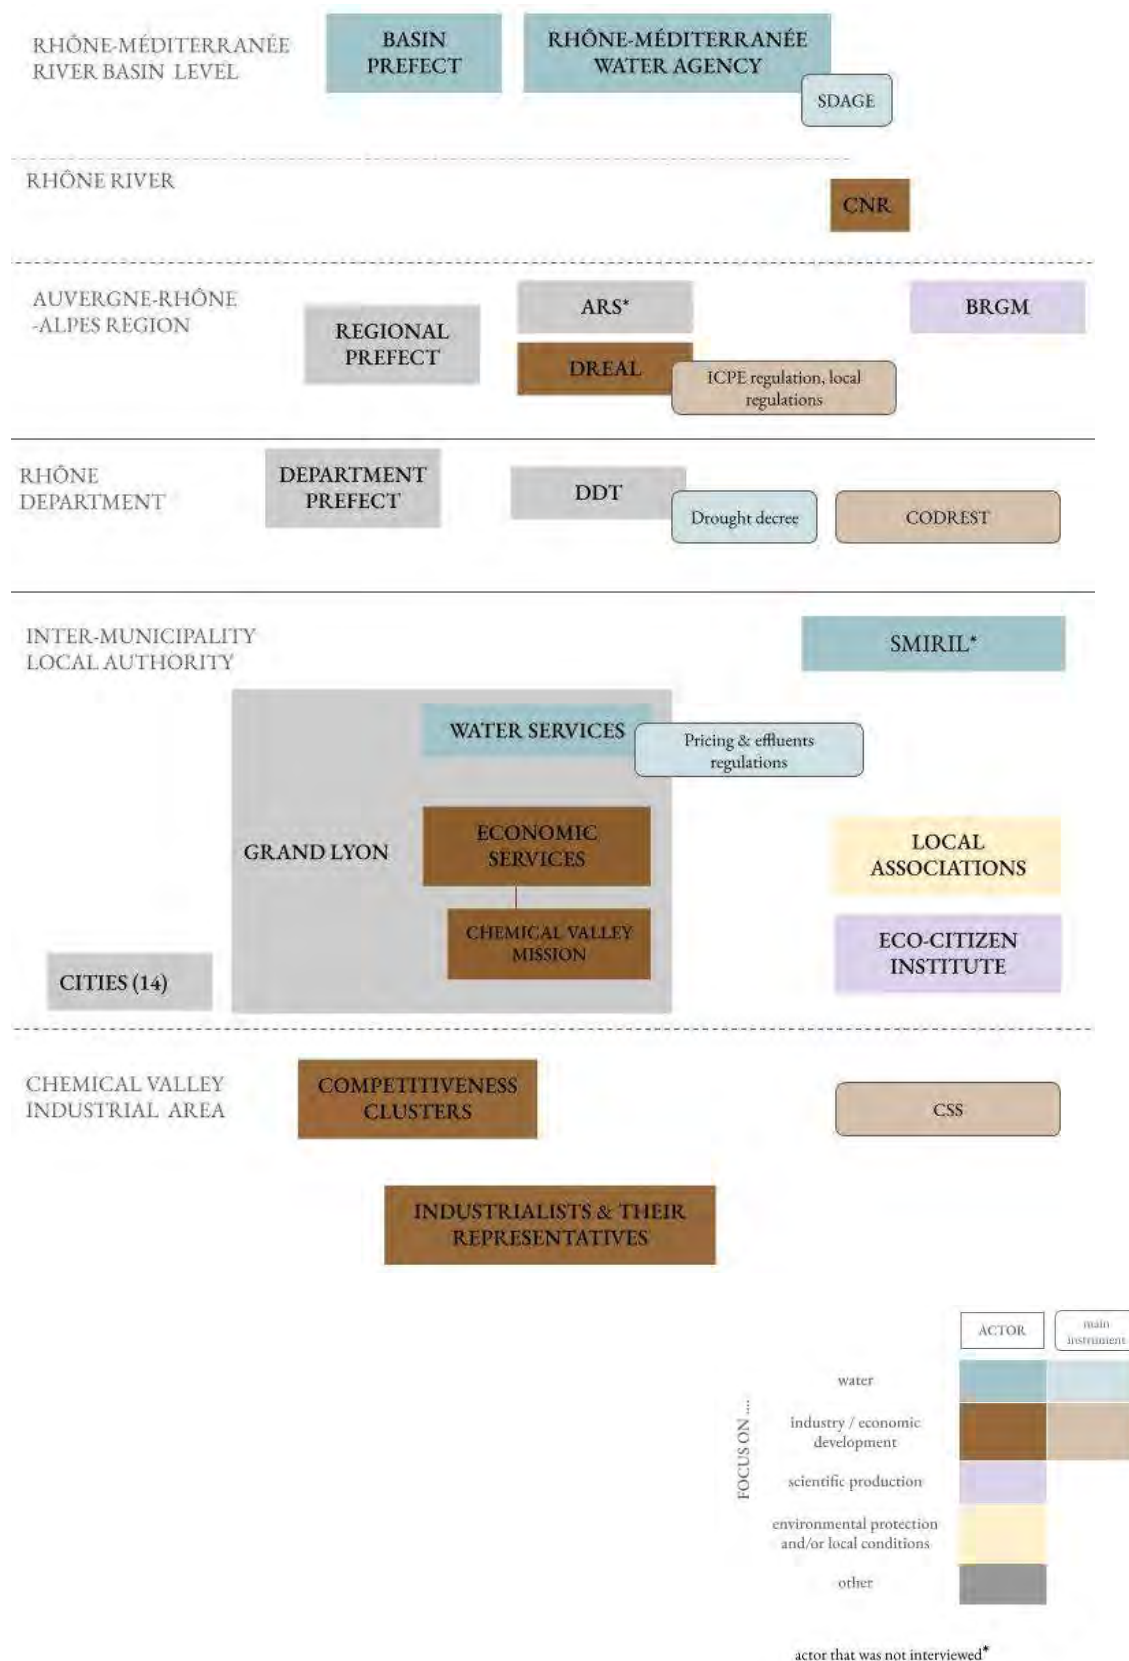 RHÔNE-MÉDITERRANÉE
RIVER BASIN LEVEL
BASIN
PREFECT
RHÔNE-MÉDITERRANÉE
WATER AGENCY
SDAGE
RHÔNE RIVER
CNR
AUVERGNE-RHÔNE
-ALPES REGION
REGIONAL
PREFECT
ARS*
DREAL
ICPE regulation, local
regulations
BRGM
RHÔNE
DEPARTMENT
DEPARTMENT
PREFECT
DDT
Drought decree
CODREST
INTER-MUNICIPALITY
LOCAL AUTHORITY
SMIRIL*
WATER SERVICES
Pricing & effluents
regulations
GRAND LYON
ECONOMIC
SERVICES
CHEMICAL VALLEY
MISSION
LOCAL
ASSOCIATIONS
ECO-CITIZEN
INSTITUTE
CITIES (14)
CHEMICAL VALLEY
INDUSTRIAL AREA
COMPETITIVENESS
CLUSTERS
CSS
INDUSTRIALISTS & THEIR
REPRESENTATIVES
ACTOR
main
instrument
FOCUS ON ....
water
industry / economic
development
scientific production
environmental protection
and/or local conditions
other
actor that was not interviewed*